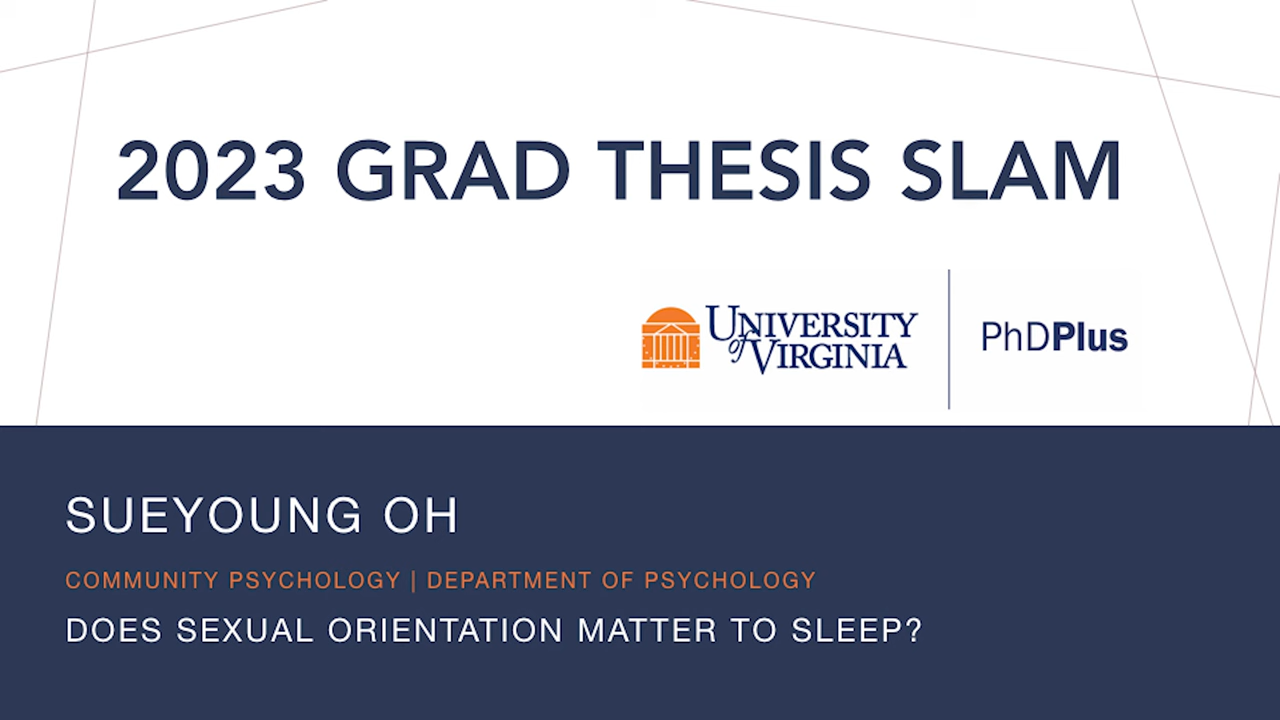 2023 GRAD THESIS SLAM
UNIVERSITY
of VIRGINIA
PhDPlus
SUEYOUNG OH
COMMUNITY PSYCHOLOGY | DEPARTMENT OF PSYCHOLOGY
DOES SEXUAL ORIENTATION MATTER TO SLEEP?